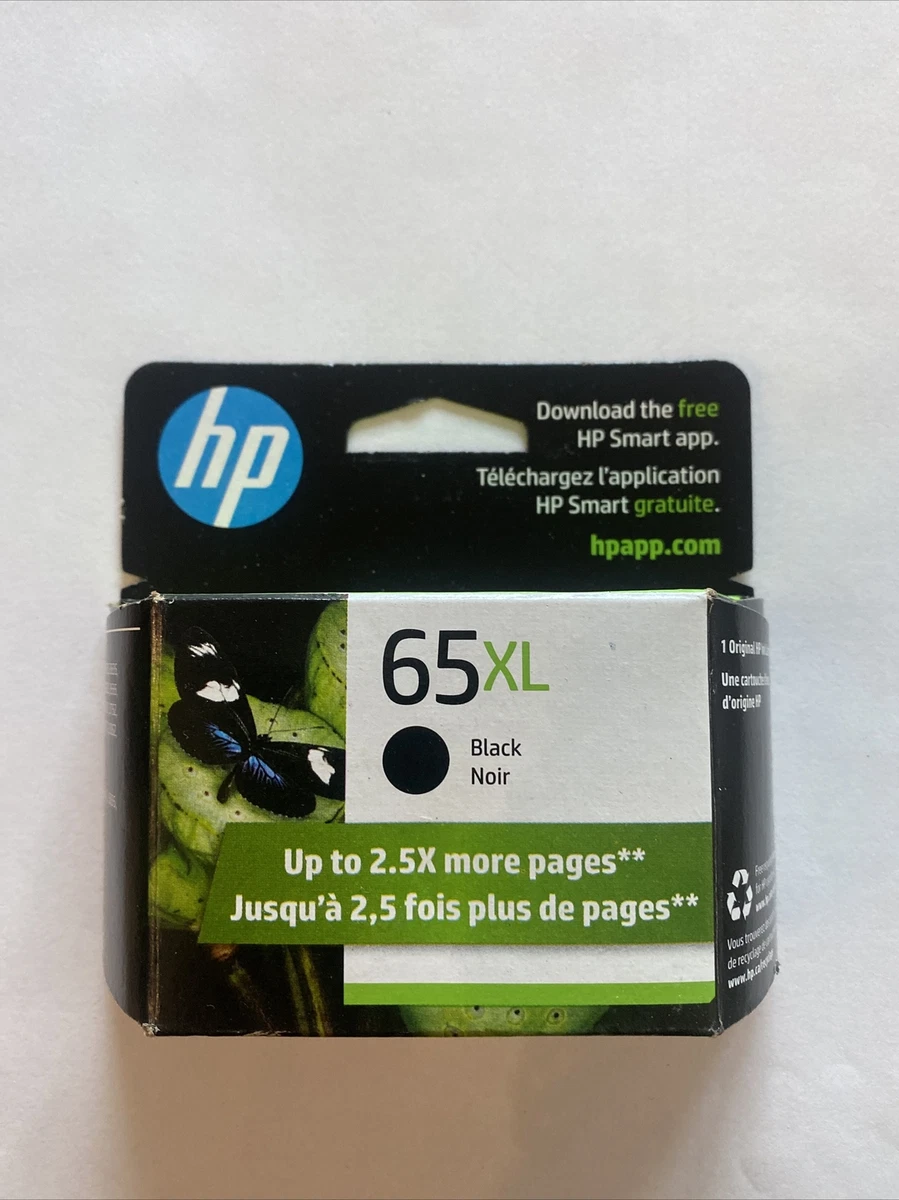 hp
Download the free
HP Smart app.
Téléchargez l'application
HP Smart gratuite.
hpapp.com
65XL
Black
Noir
Up to 2.5X more pages**
Jusqu'à 2,5 fois plus de pages**
1 Original HP
Une cartouche
d'origine HP
Vous trouverez
de recyclage de
www.hp.ca/